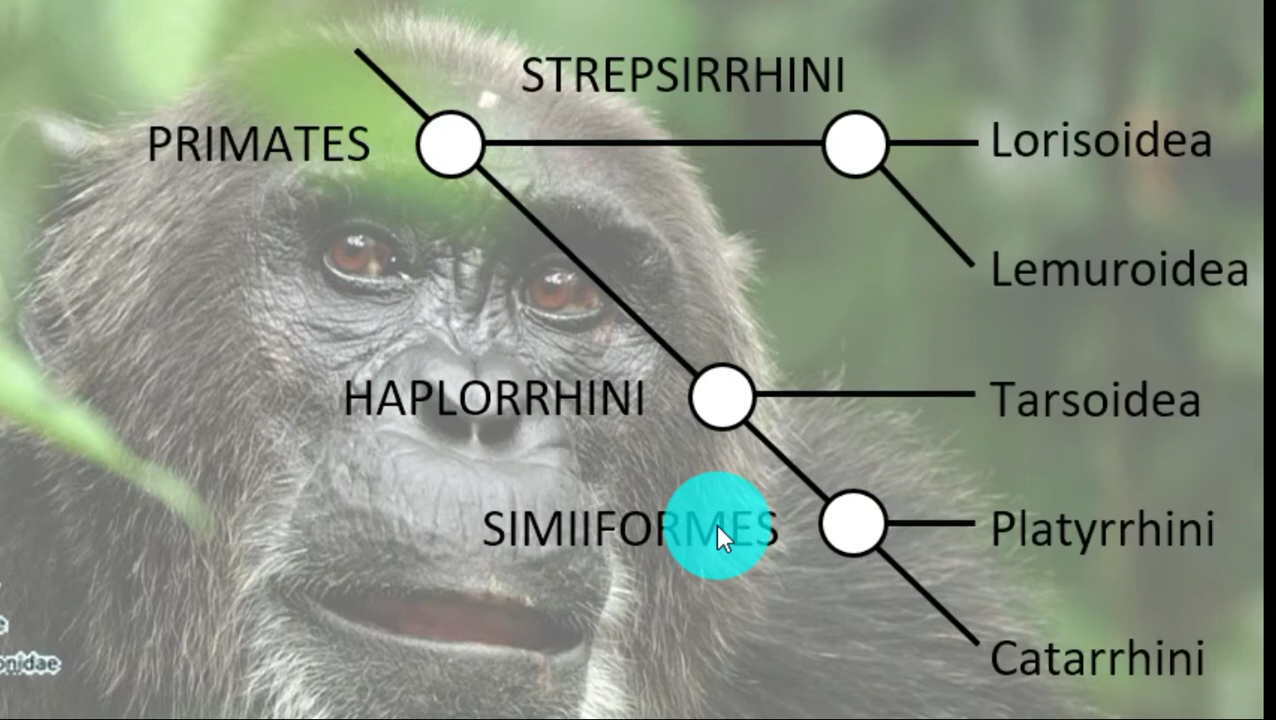 STREPSIRRHINI
PRIMATES
Lorisoidea
Lemuroidea
HAPLORRHINI
Tarsoidea
SIMIIFORMES
Platyrrhini
Catarrhini